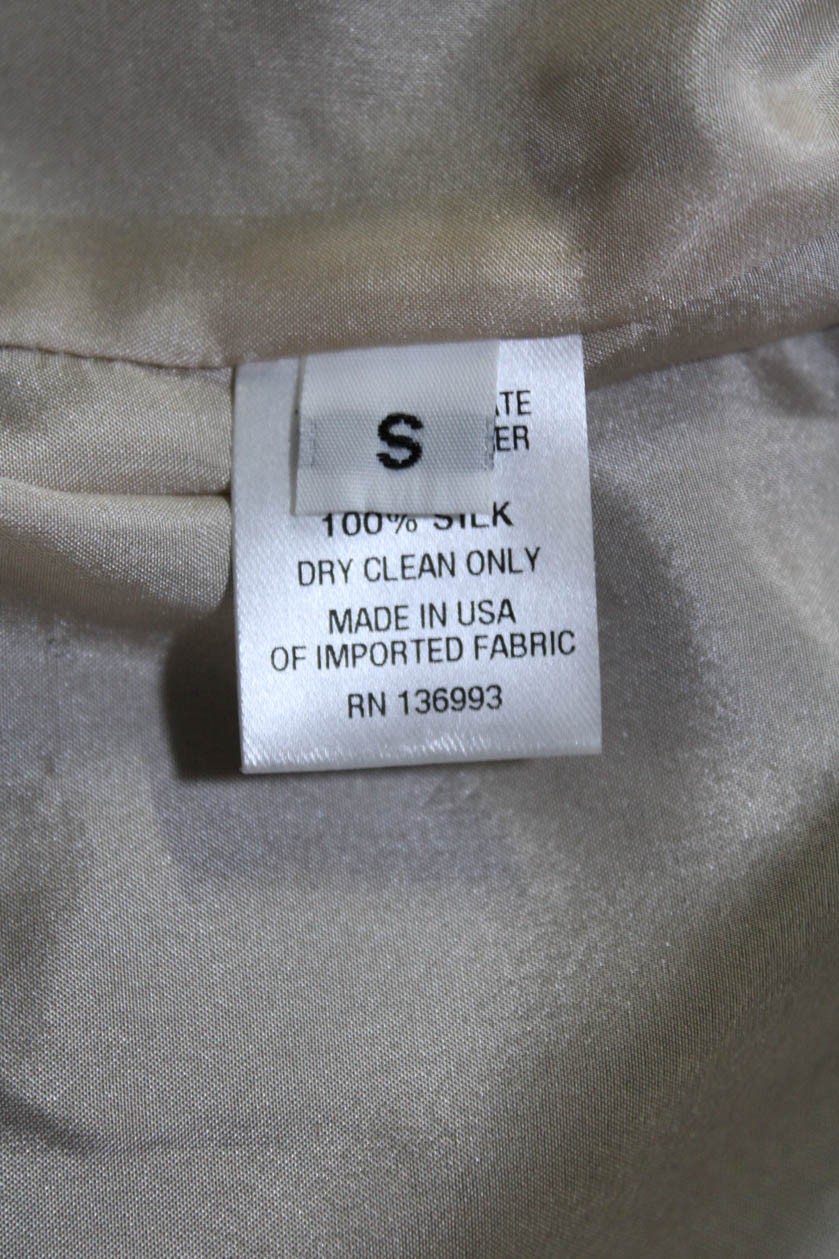 S
100% SILK
DRY CLEAN ONLY
MADE IN USA
OF IMPORTED FABRIC
RN 136993